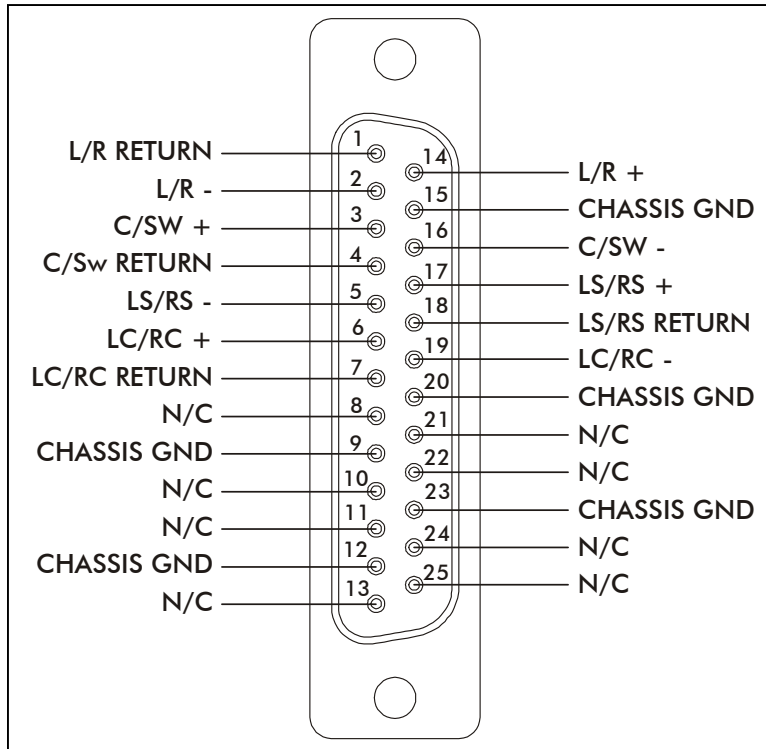 L/R RETURN 1
14 L/R +
L/R - 2
15 CHASSIS GND
C/SW + 3
16 C/SW -
C/Sw RETURN 4
17 LS/RS +
LS/RS - 5
18 LS/RS RETURN
LC/RC + 6
19 LC/RC -
LC/RC RETURN 7
20 CHASSIS GND
N/C 8
21 N/C
CHASSIS GND 9
22 N/C
N/C 10
23 CHASSIS GND
N/C 11
24 N/C
CHASSIS GND 12
25 N/C
N/C 13